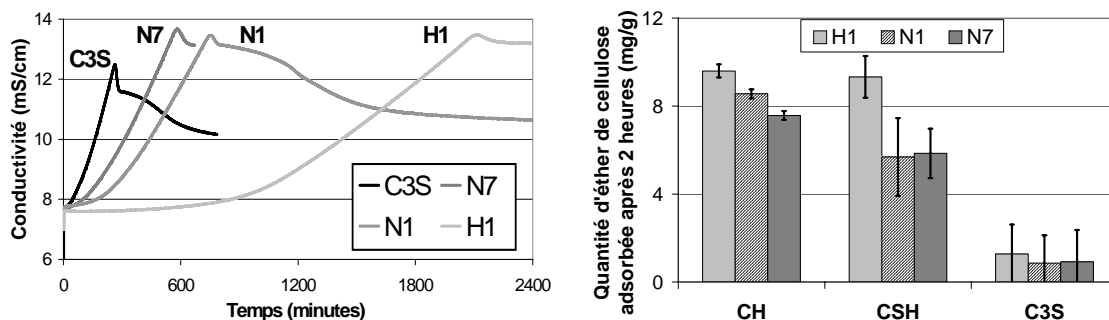 14
12
10
8
6
Conductivité (mS/cm)
C3S
N7
N1
H1
C3S
N7
N1
H1
0
600
1200
1800
2400
Temps (minutes)
Quantité d'éther de cellulose
adsorbée après 2 heures (mg/g)
12
8
4
0
H1
N1
N7
CH
CSH
C3S